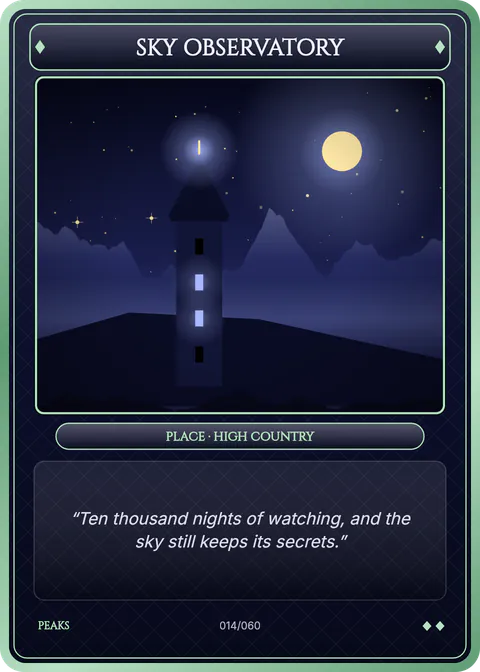 SKY OBSERVATORY
PLACE · HIGH COUNTRY
“Ten thousand nights of watching, and the
sky still keeps its secrets.”
PEAKS
014/060